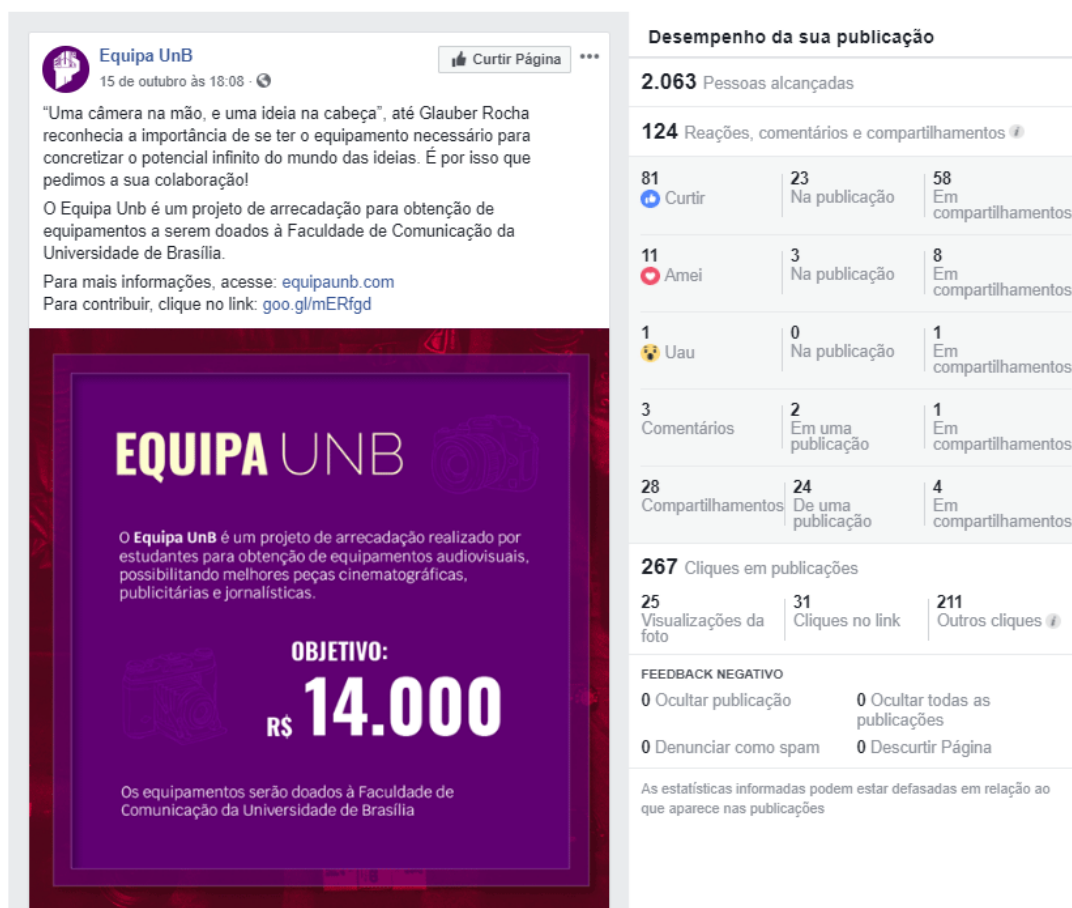 Equipa UnB
Curtir Página
15 de outubro às 18:08 ·
“Uma câmera na mão, e uma ideia na cabeça”, até Glauber Rocha
reconhecia a importância de se ter o equipamento necessário para
concretizar o potencial infinito do mundo das ideias. É por isso que
pedimos a sua colaboração!
O Equipa Unb é um projeto de arrecadação para obtenção de
equipamentos a serem doados à Faculdade de Comunicação da
Universidade de Brasília.
Para mais informações, acesse: equipaunb.com
Para contribuir, clique no link: goo.gl/mERfgd
EQUIPA UNB
O Equipa UnB é um projeto de arrecadação realizado por
estudantes para obtenção de equipamentos audiovisuais,
possibilitando melhores peças cinematográficas,
publicitárias e jornalísticas.
OBJETIVO:
R$ 14.000
Os equipamentos serão doados à Faculdade de
Comunicação da Universidade de Brasília
Desempenho da sua publicação
2.063 Pessoas alcançadas
124 Reações, comentários e compartilhamentos
81 23 58
Curtir Na publicação Em
compartilhamentos
11 3 8
Amei Na publicação Em
compartilhamentos
1 0 1
Uau Na publicação Em
compartilhamentos
3 2 1
Comentários Em uma Em
publicação compartilhamentos
28 24 4
Compartilhamentos De uma Em
publicação compartilhamentos
267 Cliques em publicações
25 31 211
Visualizações da Cliques no link Outros cliques
foto
FEEDBACK NEGATIVO
0 Ocultar publicação 0 Ocultar todas as
publicações
0 Denunciar como spam 0 Descurtir Página
As estatísticas informadas podem estar defasadas em relação ao
que aparece nas publicações